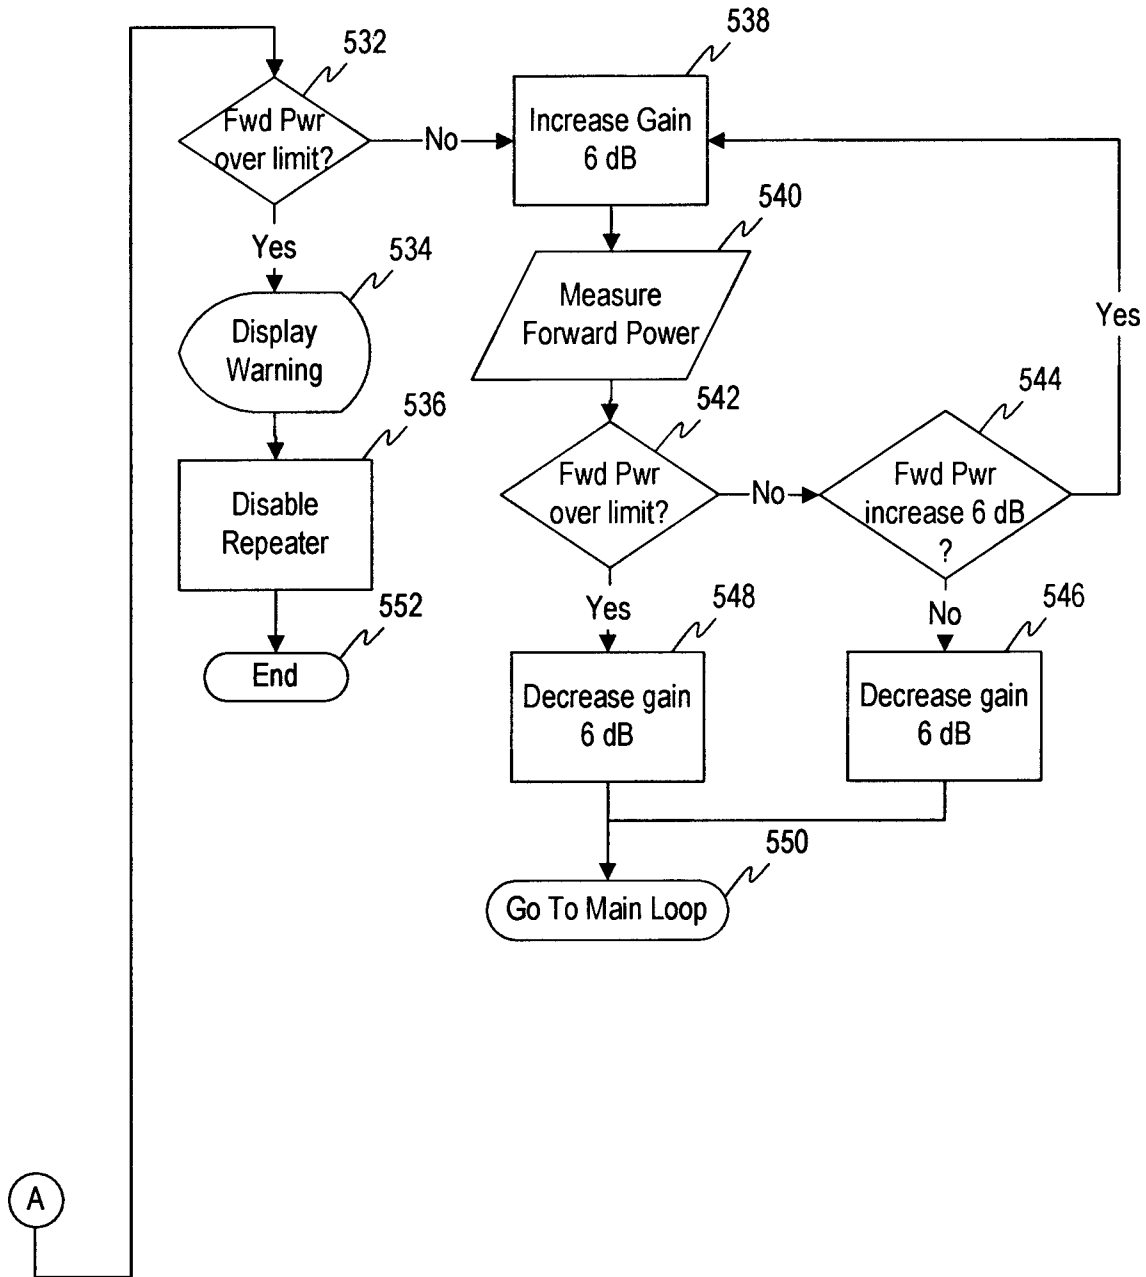 532
Fwd Pwr
over limit?
No
538
Increase Gain
6 dB
Yes
534
Display
Warning
536
Disable
Repeater
552
End
540
Measure
Forward Power
542
Fwd Pwr
over limit?
No
544
Fwd Pwr
increase 6 dB
?
Yes
Yes
548
Decrease gain
6 dB
No
546
Decrease gain
6 dB
550
Go To Main Loop
A